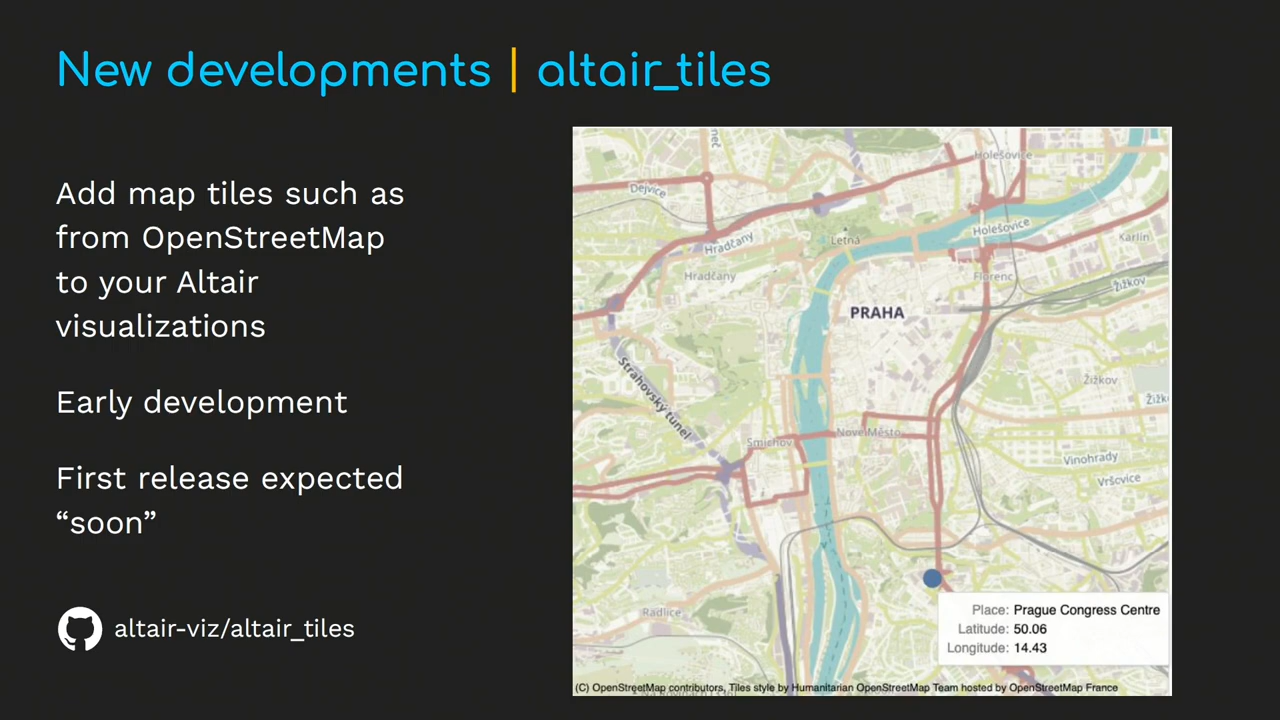 New developments | altair_tiles
Add map tiles such as
from OpenStreetMap
to your Altair
visualizations
Early development
First release expected
“soon”
altair-viz/altair_tiles
Holešovice
Dejvice
Hradčany
Letná
Holešovice
Karlín
Hradčany
Florenc
Žižkov
PRAHA
Strahovský tunel
Žižkov
Smíchov
Nové Město
Vinohrady
Vršovice
Radlice
Place: Prague Congress Centre
Latitude: 50.06
Longitude: 14.43
(C) OpenStreetMap contributors, Tiles style by Humanitarian OpenStreetMap Team hosted by OpenStreetMap France